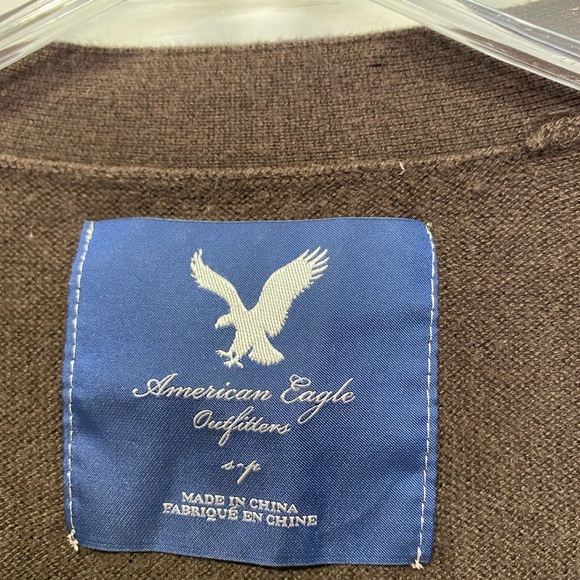 American Eagle
Outfitters
s-p
MADE IN CHINA
FABRIQUÉ EN CHINE